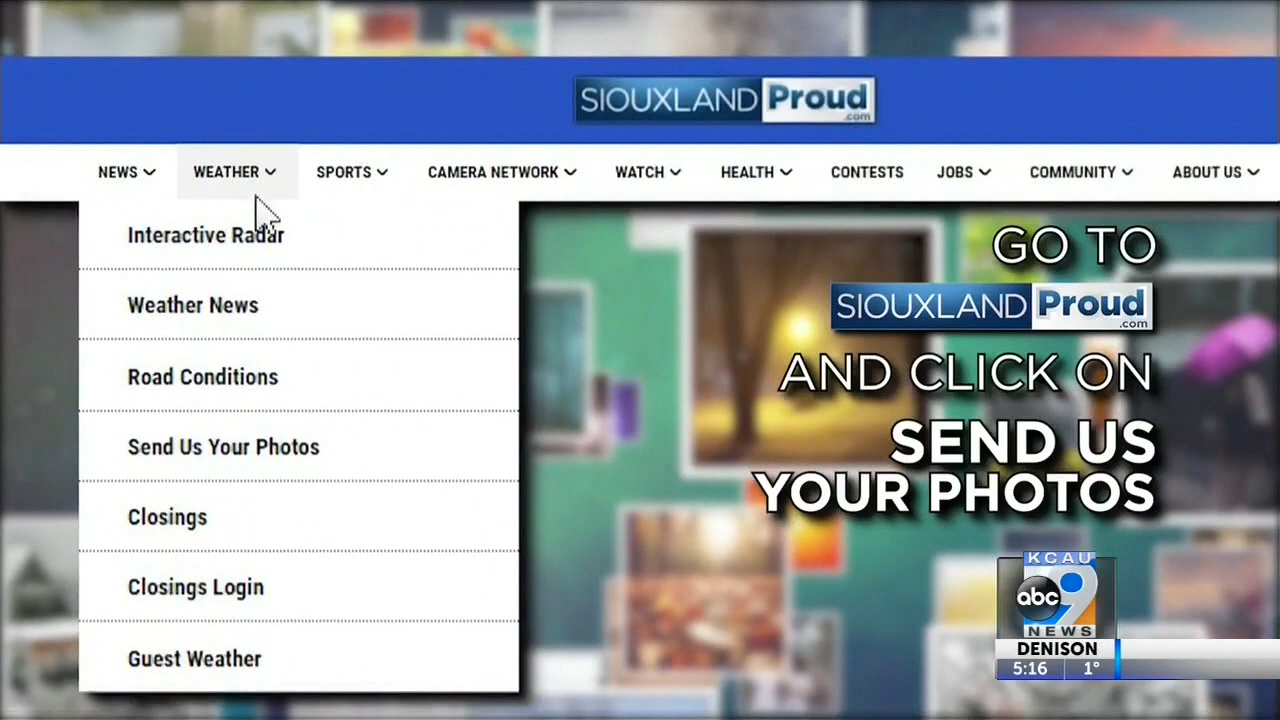 SIOUXLAND Proud
.com
NEWS WEATHER SPORTS CAMERA NETWORK WATCH HEALTH CONTESTS JOBS COMMUNITY ABOUT US
Interactive Radar
Weather News
Road Conditions
Send Us Your Photos
Closings
Closings Login
Guest Weather
GO TO
SIOUXLAND Proud
.com
AND CLICK ON
SEND US
YOUR PHOTOS
KCAU
abc 9
NEWS
DENISON
5:16 1°